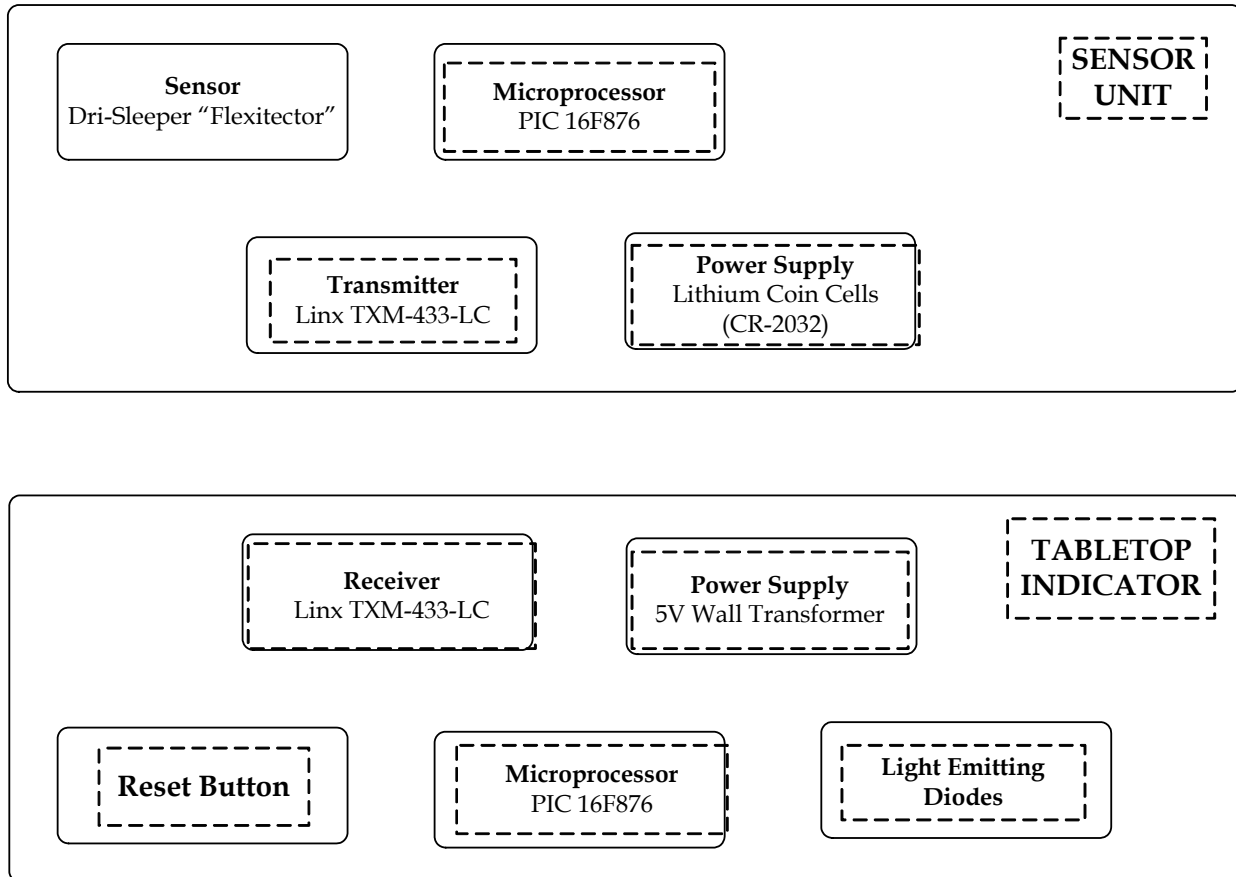 Sensor
Dri-Sleeper “Flexitector”
Microprocessor
PIC 16F876
SENSOR
UNIT
Transmitter
Linx TXM-433-LC
Power Supply
Lithium Coin Cells
(CR-2032)
Receiver
Linx TXM-433-LC
Power Supply
5V Wall Transformer
TABLETOP
INDICATOR
Reset Button
Microprocessor
PIC 16F876
Light Emitting
Diodes